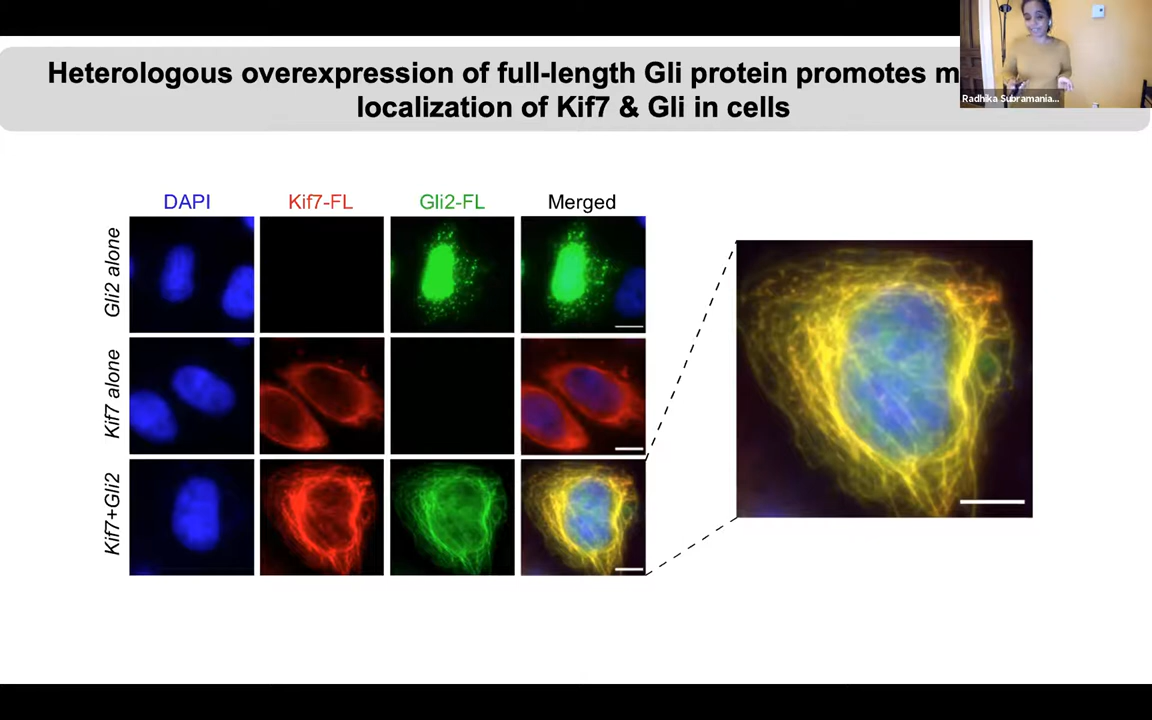 Heterologous overexpression of full-length Gli protein promotes
localization of Kif7 & Gli in cells
Radhika Subramania...
DAPI Kif7-FL Gli2-FL Merged
Gli2 alone
Kif7 alone
Kif7+Gli2